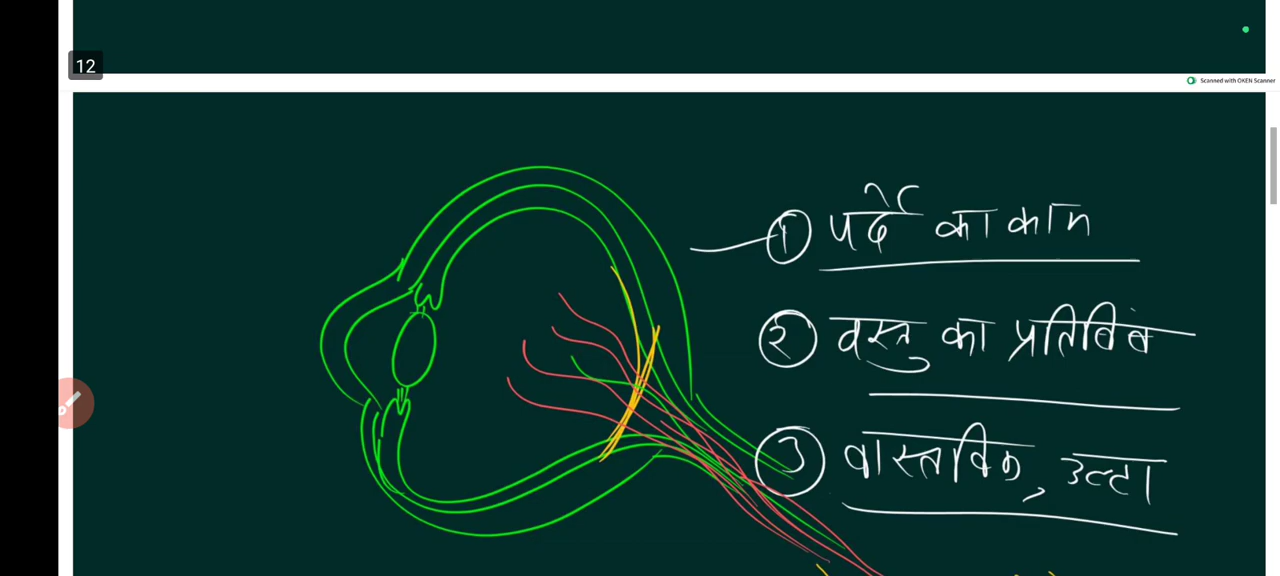 12
Scanned with OKEN Scanner
① पर्दे का काम
② वस्तु का प्रतिबिंब
③ वास्तविक, उल्टा